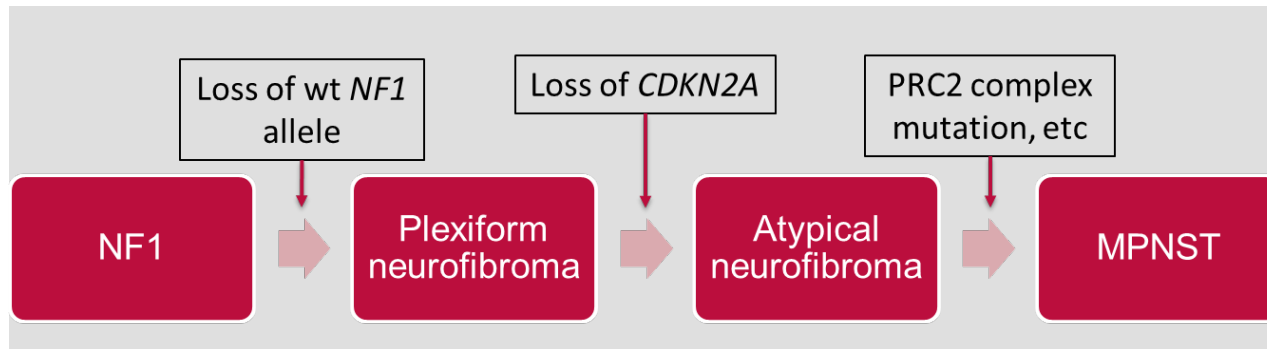 Loss of wt NF1
allele
Loss of CDKN2A
PRC2 complex
mutation, etc
NF1
Plexiform
neurofibroma
Atypical
neurofibroma
MPNST